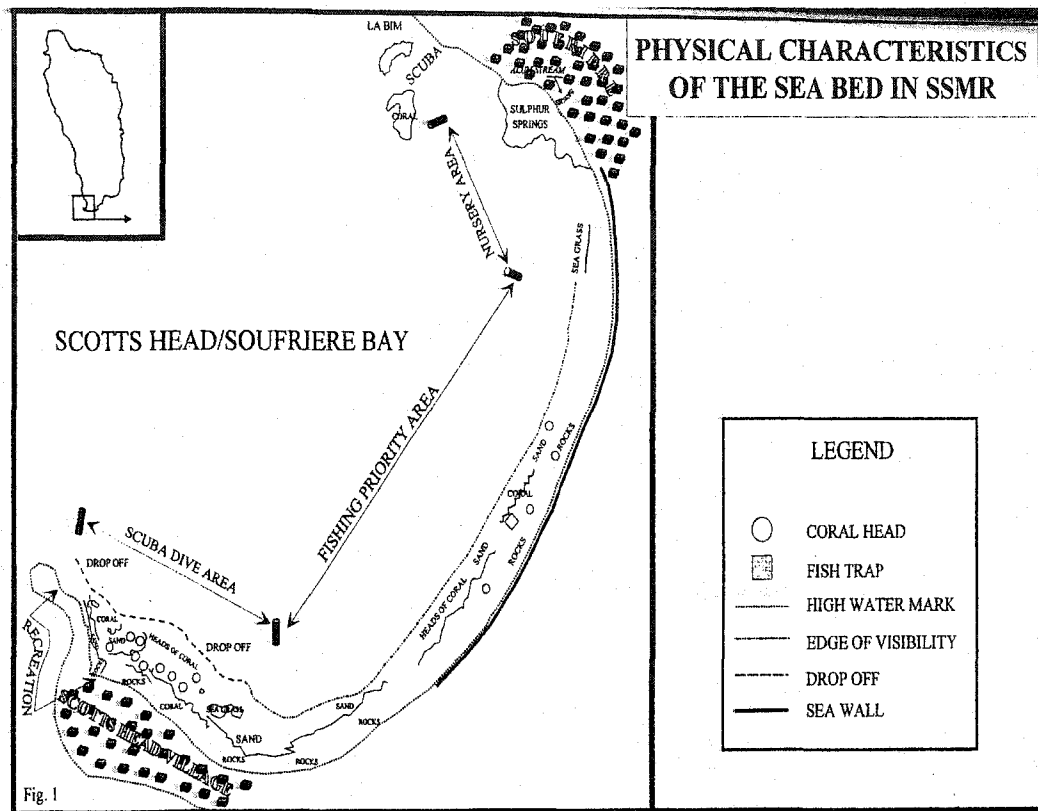 PHYSICAL CHARACTERISTICS
OF THE SEA BED IN SSMR
LA BIM
SCUBA
CORAL
SOUFRIERE
STREAM
SULPHUR
SPRINGS
NURSERY AREA
SEA GRASS
SCOTTS HEAD/SOUFRIERE BAY
FISHING PRIORITY AREA
SAND
ROCKS
CORAL
SAND
ROCKS
HEADS OF CORAL
SCUBA DIVE AREA
DROP OFF
DROP OFF
RECREATION
CORAL
SAND
HEADS OF CORAL
ROCKS
CORAL
SEA GRASS
SAND
ROCKS
ROCKS
SAND
ROCKS
SCOTTS HEAD VILLAGE
Fig. 1
LEGEND
CORAL HEAD
FISH TRAP
HIGH WATER MARK
EDGE OF VISIBILITY
DROP OFF
SEA WALL